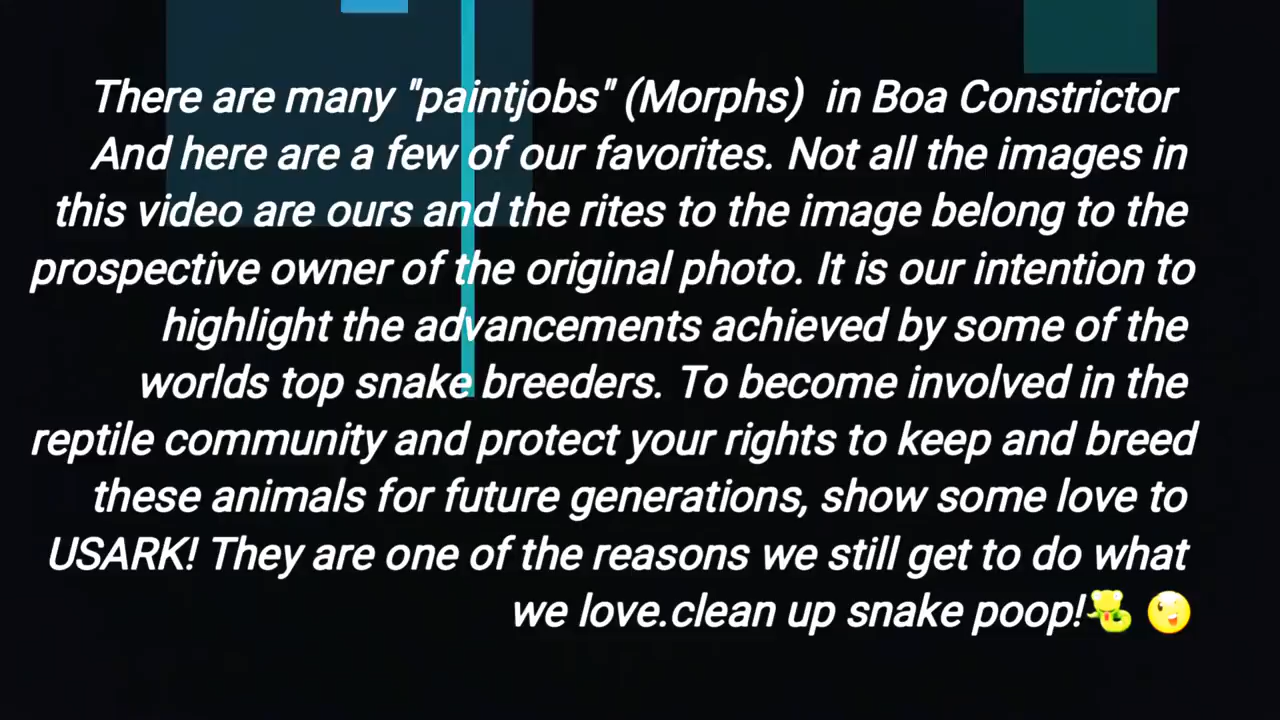 There are many "paintjobs" (Morphs) in Boa Constrictor
And here are a few of our favorites. Not all the images in
this video are ours and the rites to the image belong to the
prospective owner of the original photo. It is our intention to
highlight the advancements achieved by some of the
worlds top snake breeders. To become involved in the
reptile community and protect your rights to keep and breed
these animals for future generations, show some love to
USARK! They are one of the reasons we still get to do what
we love.clean up snake poop!